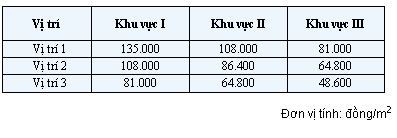 Vị trí Khu vực I Khu vực II Khu vực III
Vị trí 1 135.000 108.000 81.000
Vị trí 2 108.000 86.400 64.800
Vị trí 3 81.000 64.800 48.600
Đơn vị tính: đồng/m²